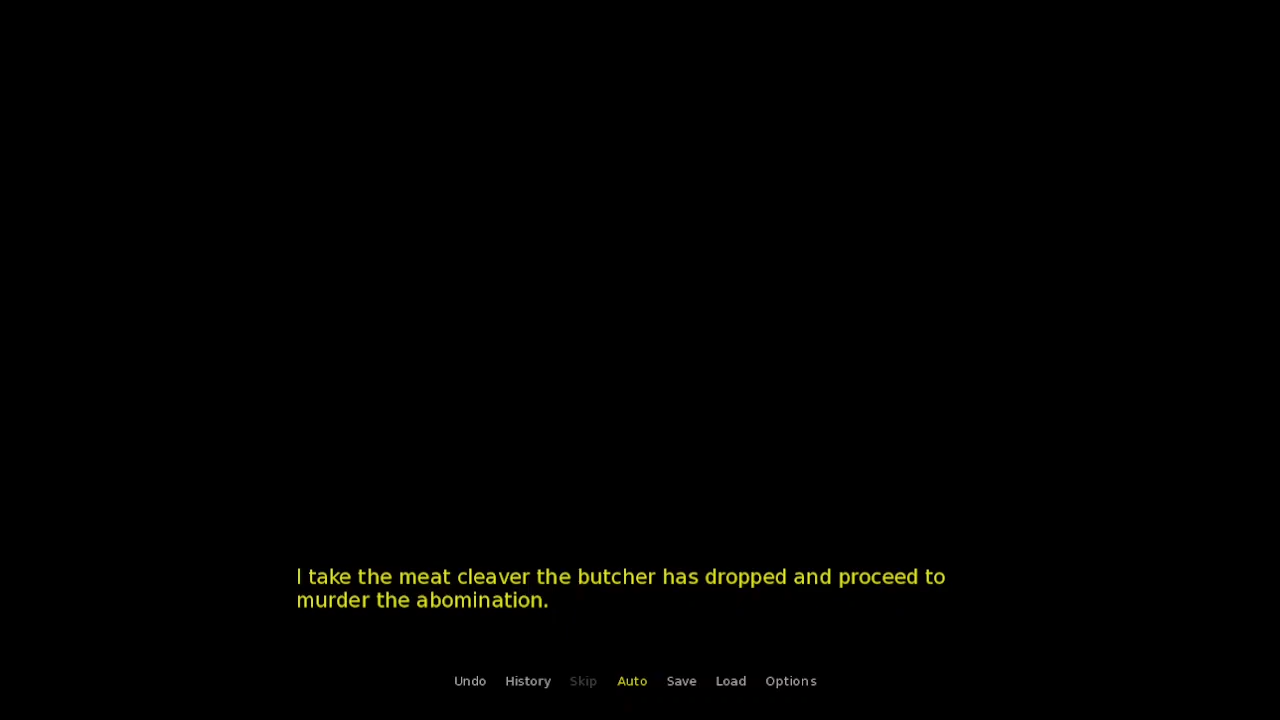 I take the meat cleaver the butcher has dropped and proceed to
murder the abomination.
Undo History Skip Auto Save Load Options